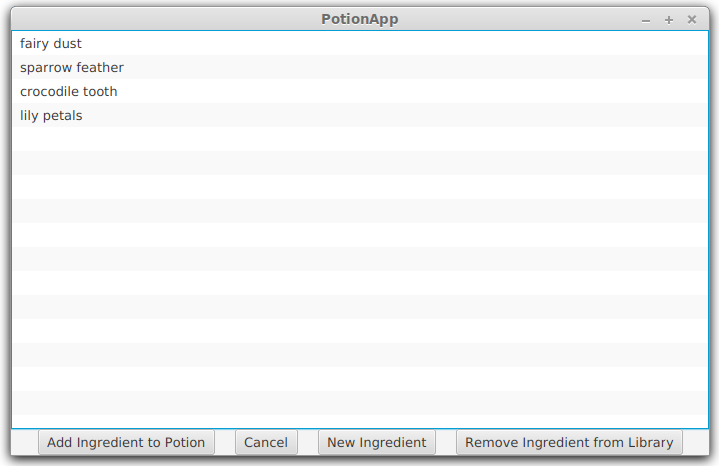 PotionApp
fairy dust
sparrow feather
crocodile tooth
lily petals
Add Ingredient to Potion
Cancel
New Ingredient
Remove Ingredient from Library